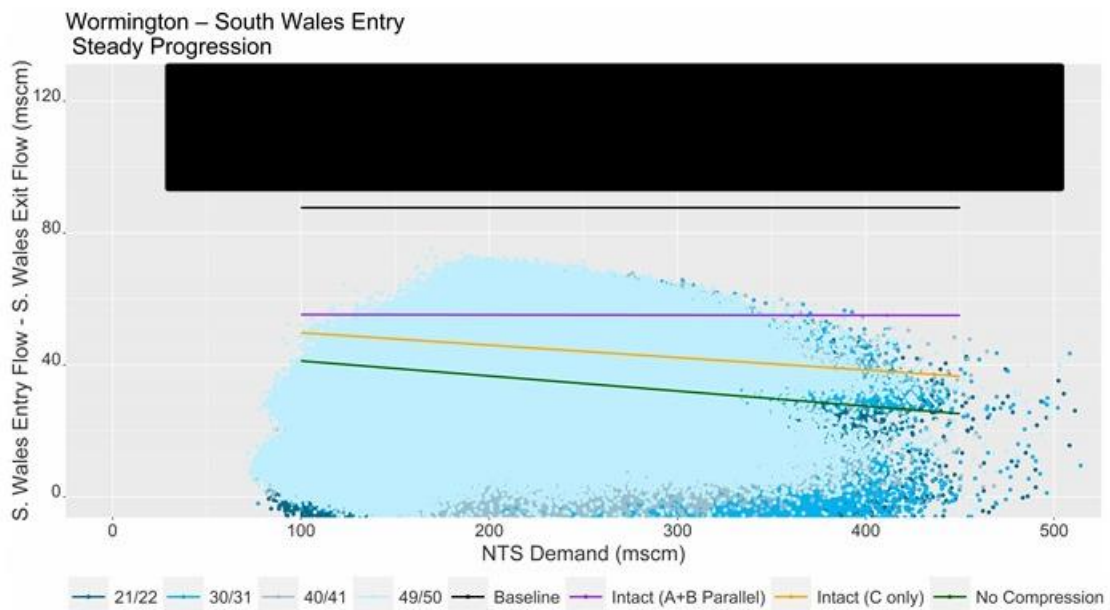 Wormington – South Wales Entry
Steady Progression
S. Wales Entry Flow - S. Wales Exit Flow (mscm)
120
80
40
0
0 100 200 300 400 500
NTS Demand (mscm)
21/22 30/31 40/41 49/50 Baseline Intact (A+B Parallel) Intact (C only) No Compression